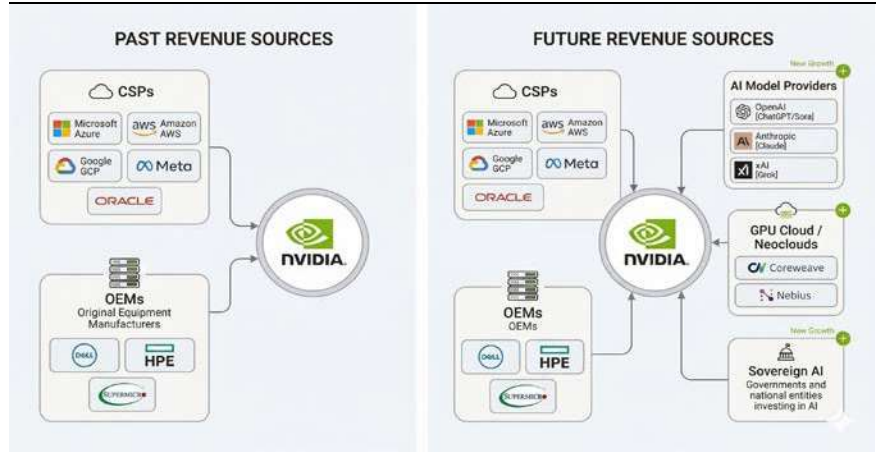 PAST REVENUE SOURCES
CSPs
Microsoft
Azure
aws Amazon
AWS
Google
GCP
Meta
ORACLE
OEMs
Original Equipment
Manufacturers
DELL
HPE
SUPERMICRO
NVIDIA.
FUTURE REVENUE SOURCES
CSPs
Microsoft
Azure
aws Amazon
AWS
Google
GCP
Meta
ORACLE
OEMs
OEMs
DELL
HPE
SUPERMICRO
NVIDIA.
New Growth
AI Model Providers
OpenAI
[ChatGPT/Sora]
A\ Anthropic
[Claude]
xI xAI
[Grok]
GPU Cloud /
Neoclouds
Coreweave
Nebius
New Growth
Sovereign AI
Governments and
national entities
investing in AI